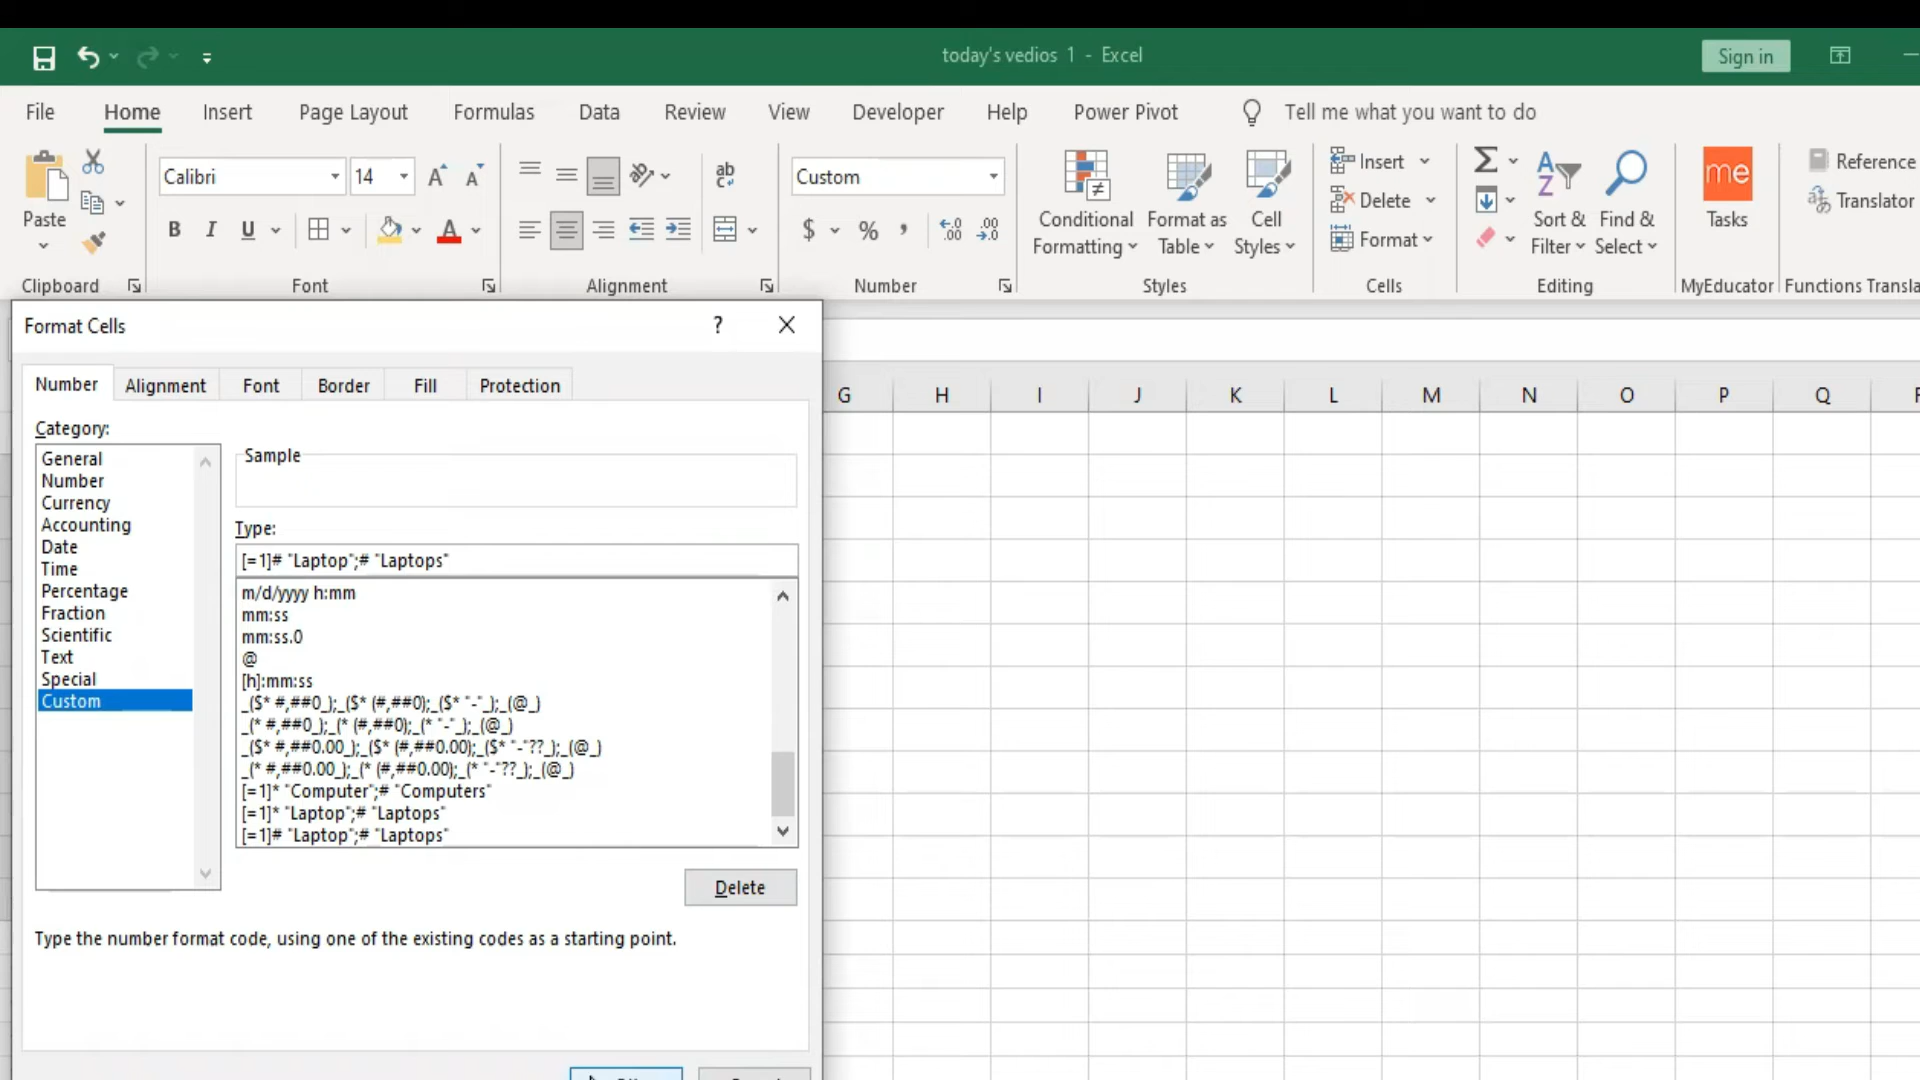 today's vedios 1 - Excel
Sign in
File Home Insert Page Layout Formulas Data Review View Developer Help Power Pivot Tell me what you want to do
Calibri 14
Custom
Paste
B I U
$ % ,
Conditional Formatting
Format as Table
Cell Styles
Insert
Delete
Format
Sort & Filter
Find & Select
me
Tasks
Reference
Translator
Clipboard Font Alignment Number Styles Cells Editing MyEducator Functions Transla
Format Cells ?
Number Alignment Font Border Fill Protection
G H I J K L M N O P Q
Category:
General
Number
Currency
Accounting
Date
Time
Percentage
Fraction
Scientific
Text
Special
Custom
Sample
Type:
[=1]# "Laptop";# "Laptops"
m/d/yyyy h:mm
mm:ss
mm:ss.0
@
[h]:mm:ss
_($* #,##0_);_($* (#,##0);_($* "-"_);_(@_)
_(* #,##0_);_(* (#,##0);_(* "-"_);_(@_)
_($* #,##0.00_);_($* (#,##0.00);_($* "-"??_);_(@_)
_(* #,##0.00_);_(* (#,##0.00);_(* "-"??_);_(@_)
[=1]* "Computer";# "Computers"
[=1]* "Laptop";# "Laptops"
[=1]# "Laptop";# "Laptops"
Delete
Type the number format code, using one of the existing codes as a starting point.